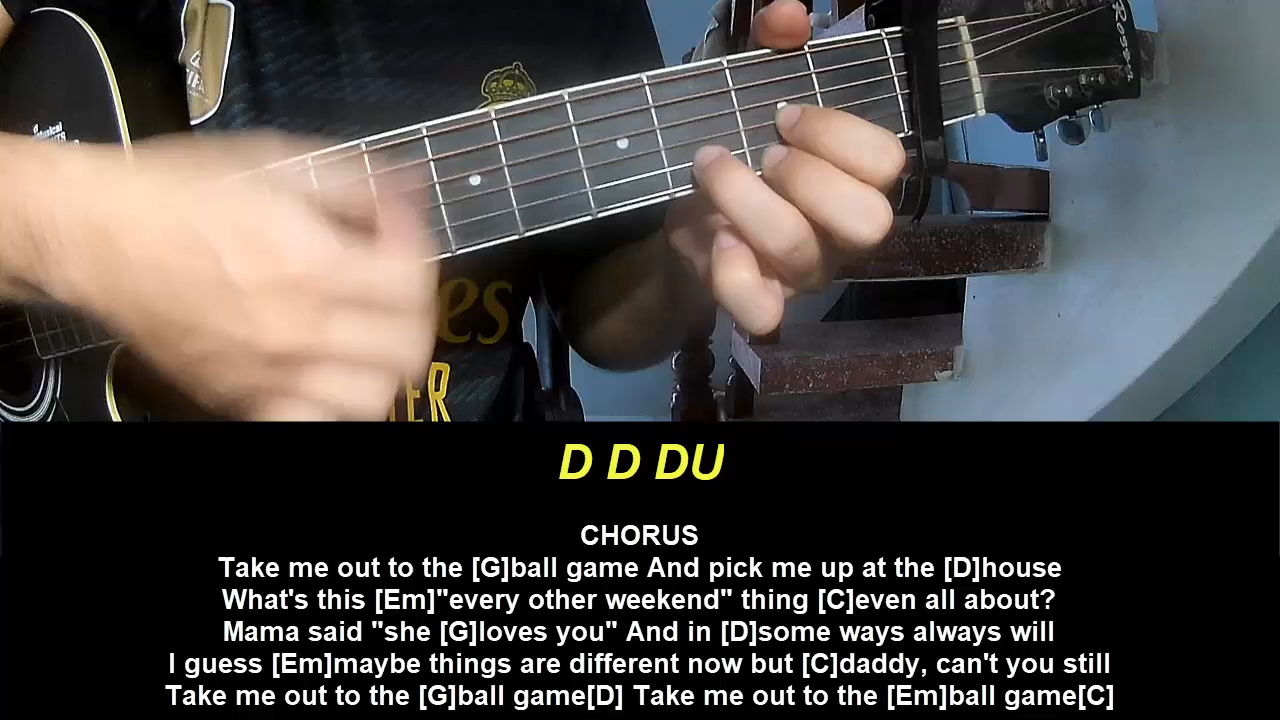 es
ER
D D DU
CHORUS
Take me out to the [G]ball game And pick me up at the [D]house
What's this [Em]"every other weekend" thing [C]even all about?
Mama said "she [G]loves you" And in [D]some ways always will
I guess [Em]maybe things are different now but [C]daddy, can't you still
Take me out to the [G]ball game[D] Take me out to the [Em]ball game[C]